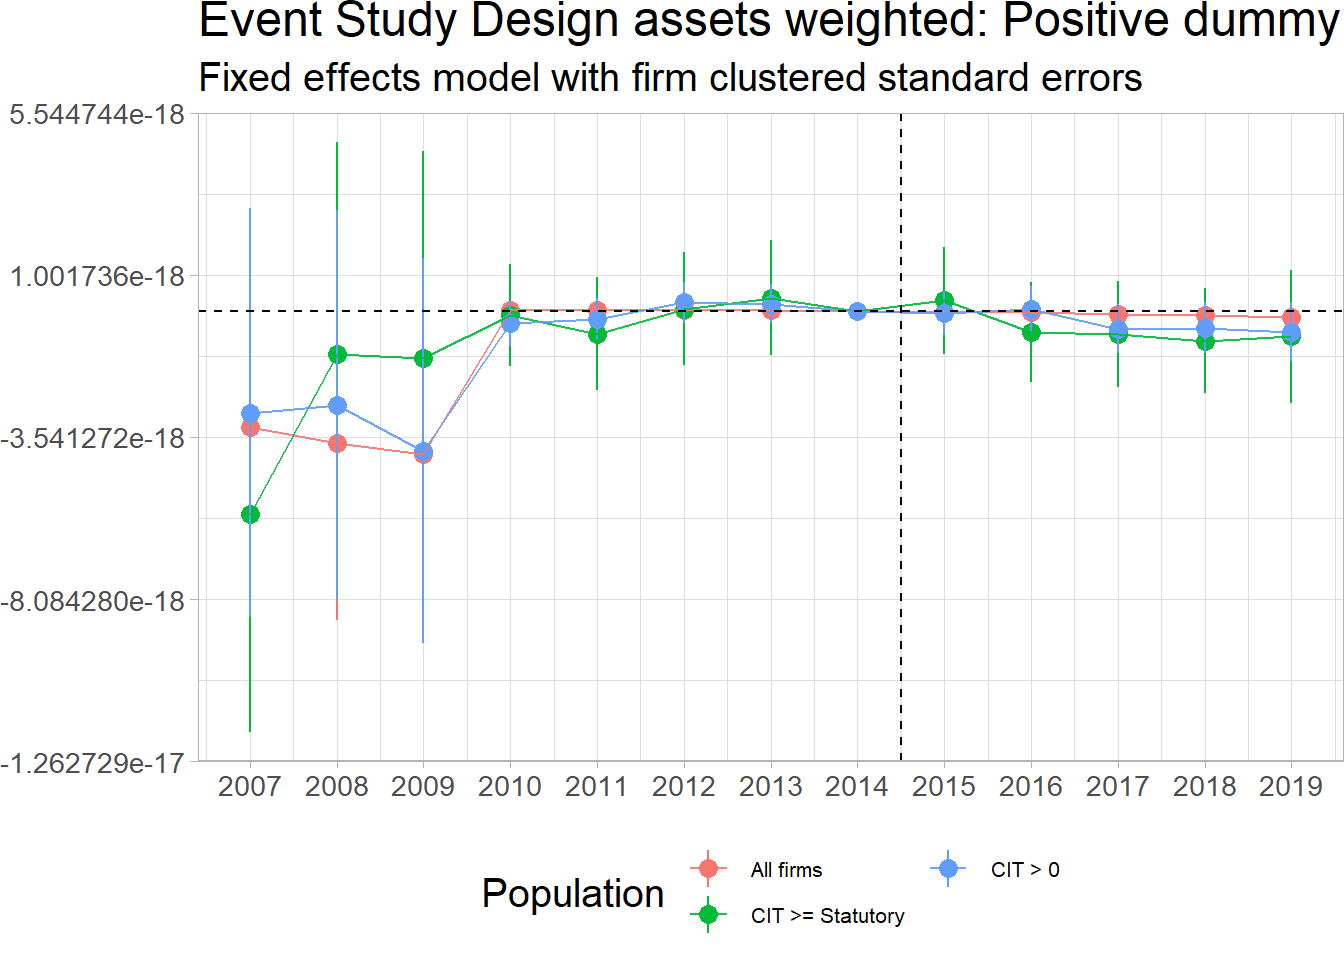 Event Study Design assets weighted: Positive dummy
Fixed effects model with firm clustered standard errors
5.544744e-18
1.001736e-18
-3.541272e-18
-8.084280e-18
-1.262729e-17
2007 2008 2009 2010 2011 2012 2013 2014 2015 2016 2017 2018 2019
Population
All firms
CIT >= Statutory
CIT > 0